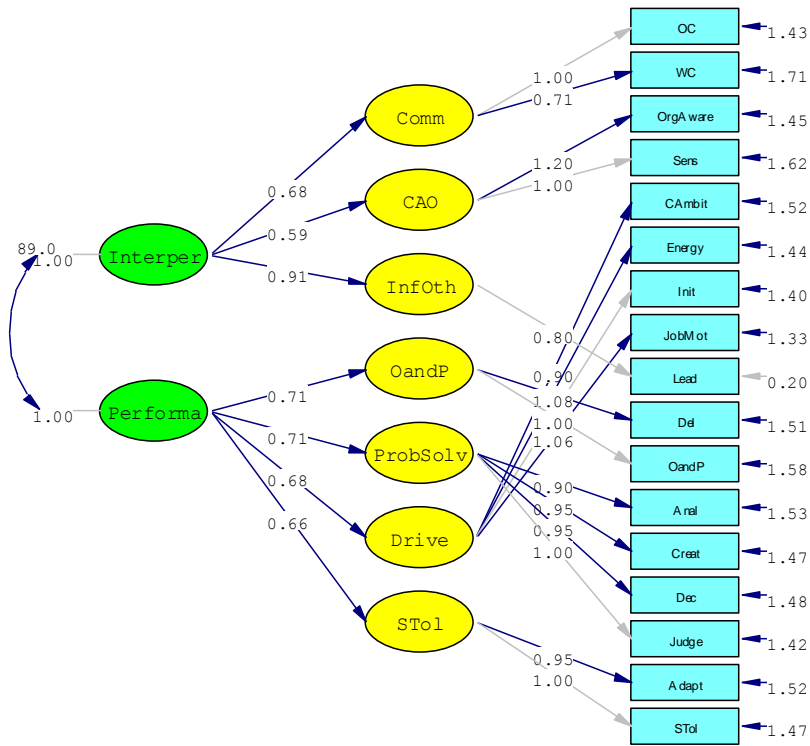 OC
1.43
1.00
WC
1.71
0.71
Comm
OrgAware
1.45
1.20
Sens
1.62
1.00
0.68
CAO
CAmbit
1.52
0.59
Energy
1.44
89.0
1.00
Interper
0.91
InfOth
Init
1.40
0.80
JobMot
1.33
OandP
0.90
Lead
0.20
0.71
1.08
Del
1.51
1.00
Performa
1.00
0.71
1.06
ProbSolv
OandP
1.58
0.68
0.90
Anal
1.53
0.95
0.66
Drive
0.95
Creat
1.47
1.00
Dec
1.48
STol
Judge
1.42
0.95
Adapt
1.52
1.00
STol
1.47